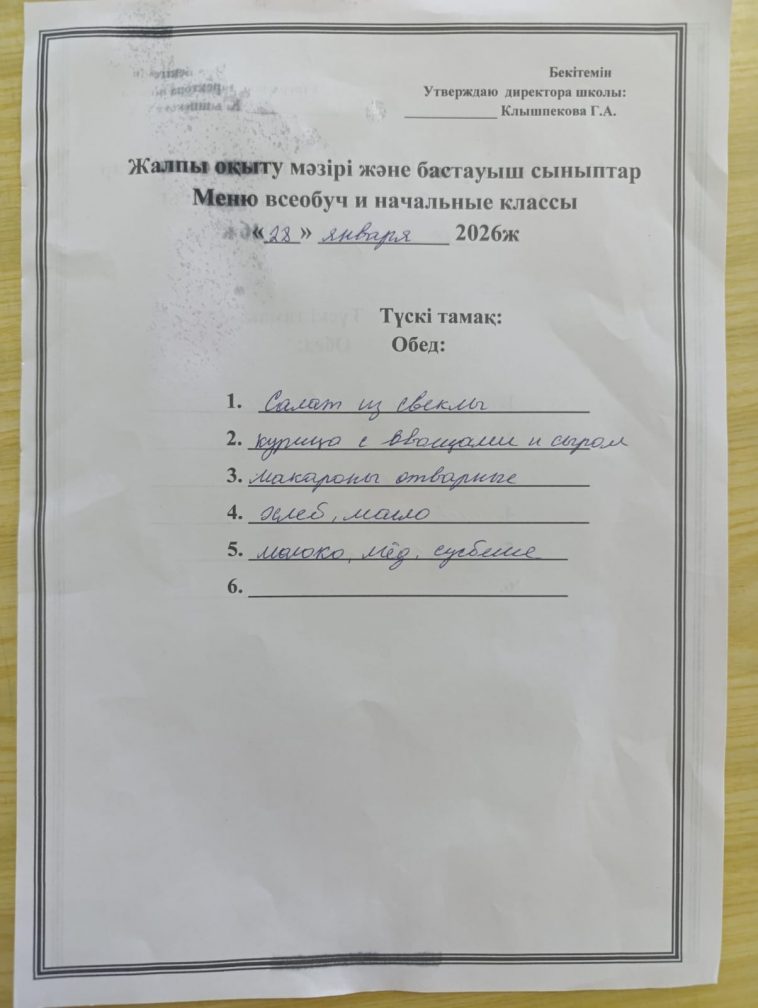 Бекітемін
Утверждаю директора школы:
____________ Клышпекова Г.А.
Жалпы оқыту мәзірі және бастауыш сыныптар
Меню всеобуч и начальные классы
«28» января 2026ж
Түскі тамақ:
Обед:
1. Салат из свеклы
2. курица с овощами и сыром
3. макароны отварные
4. хлеб, масло
5. молоко, мёд,
6.